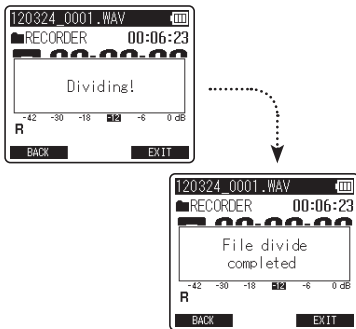 120324_0001.WAV
RECORDER 00:06:23
Dividing!
-42 -30 -18 -12 -6 0 dB
R
BACK EXIT
120324_0001.WAV
RECORDER 00:06:23
File divide
completed
-42 -30 -18 -12 -6 0 dB
R
BACK EXIT